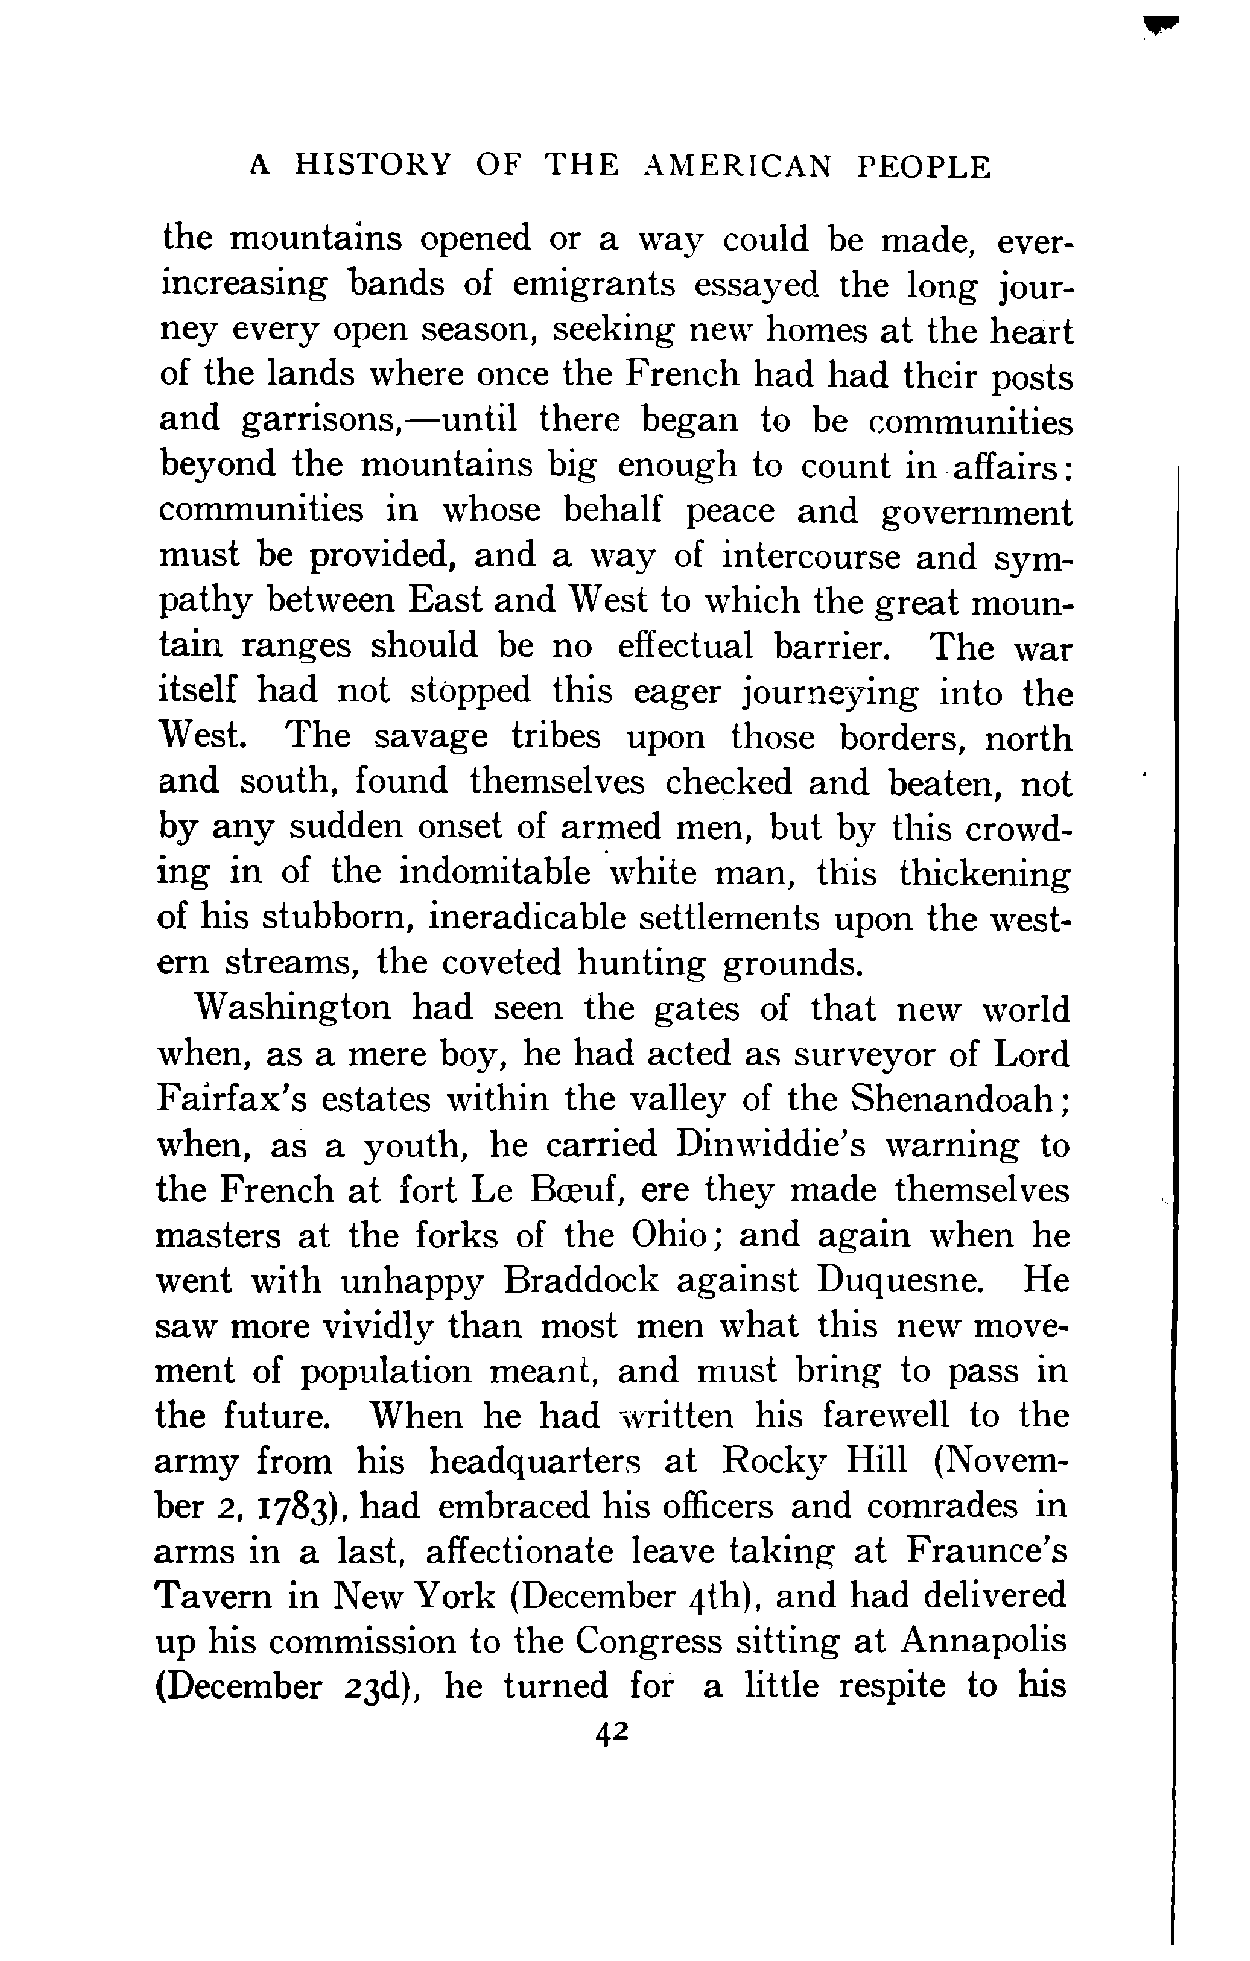 A HISTORY OF THE AMERICAN PEOPLE
the mountains opened or a way could be made, ever-
increasing bands of emigrants essayed the long jour-
ney every open season, seeking new homes at the heart
of the lands where once the French had had their posts
and garrisons,—until there began to be communities
beyond the mountains big enough to count in affairs:
communities in whose behalf peace and government
must be provided, and a way of intercourse and sym-
pathy between East and West to which the great moun-
tain ranges should be no effectual barrier. The war
itself had not stopped this eager journeying into the
West. The savage tribes upon those borders, north
and south, found themselves checked and beaten, not
by any sudden onset of armed men, but by this crowd-
ing in of the indomitable white man, this thickening
of his stubborn, ineradicable settlements upon the west-
ern streams, the coveted hunting grounds.
Washington had seen the gates of that new world
when, as a mere boy, he had acted as surveyor of Lord
Fairfax's estates within the valley of the Shenandoah;
when, as a youth, he carried Dinwiddie's warning to
the French at fort Le Bœuf, ere they made themselves
masters at the forks of the Ohio; and again when he
went with unhappy Braddock against Duquesne. He
saw more vividly than most men what this new move-
ment of population meant, and must bring to pass in
the future. When he had written his farewell to the
army from his headquarters at Rocky Hill (Novem-
ber 2, 1783), had embraced his officers and comrades in
arms in a last, affectionate leave taking at Fraunce's
Tavern in New York (December 4th), and had delivered
up his commission to the Congress sitting at Annapolis
(December 23d), he turned for a little respite to his
42